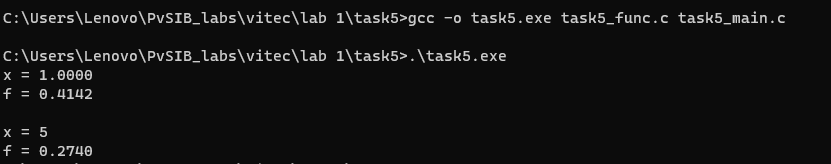 C:\Users\Lenovo\PvSIB_labs\vitec\lab 1\task5>gcc -o task5.exe task5_func.c task5_main.c
C:\Users\Lenovo\PvSIB_labs\vitec\lab 1\task5>.\task5.exe
x = 1.0000
f = 0.4142
x = 5
f = 0.2740